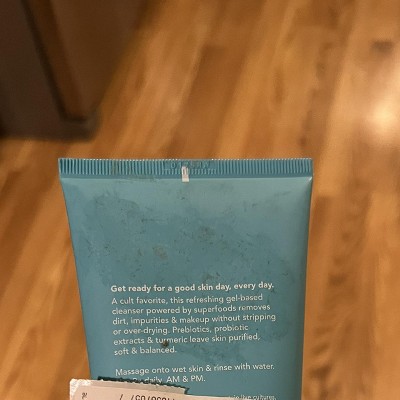 Get ready for a good skin day, every day.
A cult favorite, this refreshing gel-based
cleanser powered by superfoods removes
dirt, impurities & makeup without stripping
or over-drying. Prebiotics, probiotic
extracts & turmeric leave skin purified,
soft & balanced.
Massage onto wet skin & rinse with water.
daily, AM & PM.
live cultures,